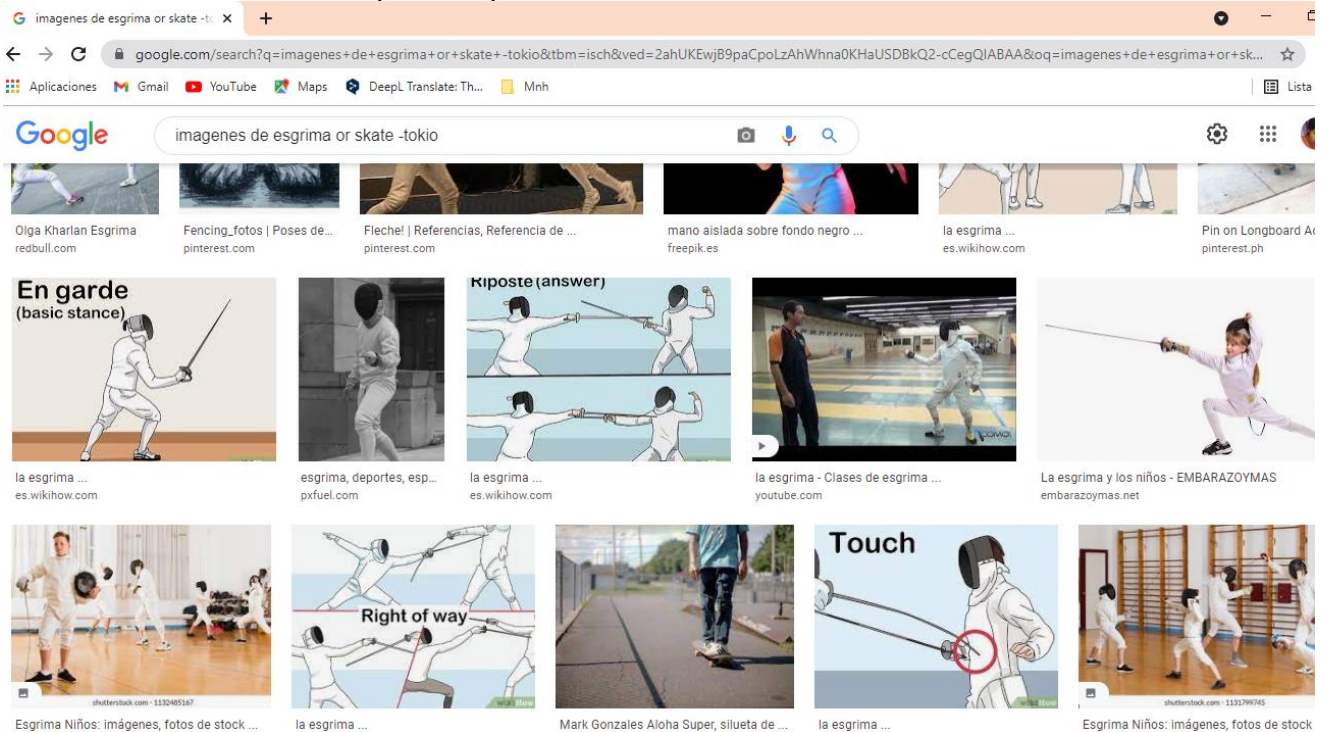 imagenes de esgrima or skate -to
google.com/search?q=imagenes+de+esgrima+or+skate+-tokio&tbm=isch&ved=2ahUKEwjB9paCpoLzAhWhna0KHaUSDBkQ2-cCegQIABAA&oq=imagenes+de+esgrima+or+sk...
Aplicaciones Gmail YouTube Maps DeepL Translate: Th... Mnh Lista
Google imagenes de esgrima or skate -tokio
Olga Kharlan Esgrima Fencing_fotos | Poses de... Fleche! | Referencias, Referencia de ... mano aislada sobre fondo negro ... la esgrima ... Pin on Longboard
redbull.com pinterest.com pinterest.com freepik.es es.wikihow.com pinterest.ph
En garde
(basic stance)
Riposte (answer)
la esgrima ... esgrima, deportes, esp... la esgrima ... la esgrima - Clases de esgrima ... La esgrima y los niños - EMBARAZOYMAS
es.wikihow.com pxfuel.com es.wikihow.com youtube.com embarazoymas.net
Right of way
Touch
shutterstock.com · 1132485167
shutterstock.com · 1131799745
Esgrima Niños: imágenes, fotos de stock ... la esgrima ... Mark Gonzales Aloha Super, silueta de ... la esgrima ... Esgrima Niños: imágenes, fotos de stock